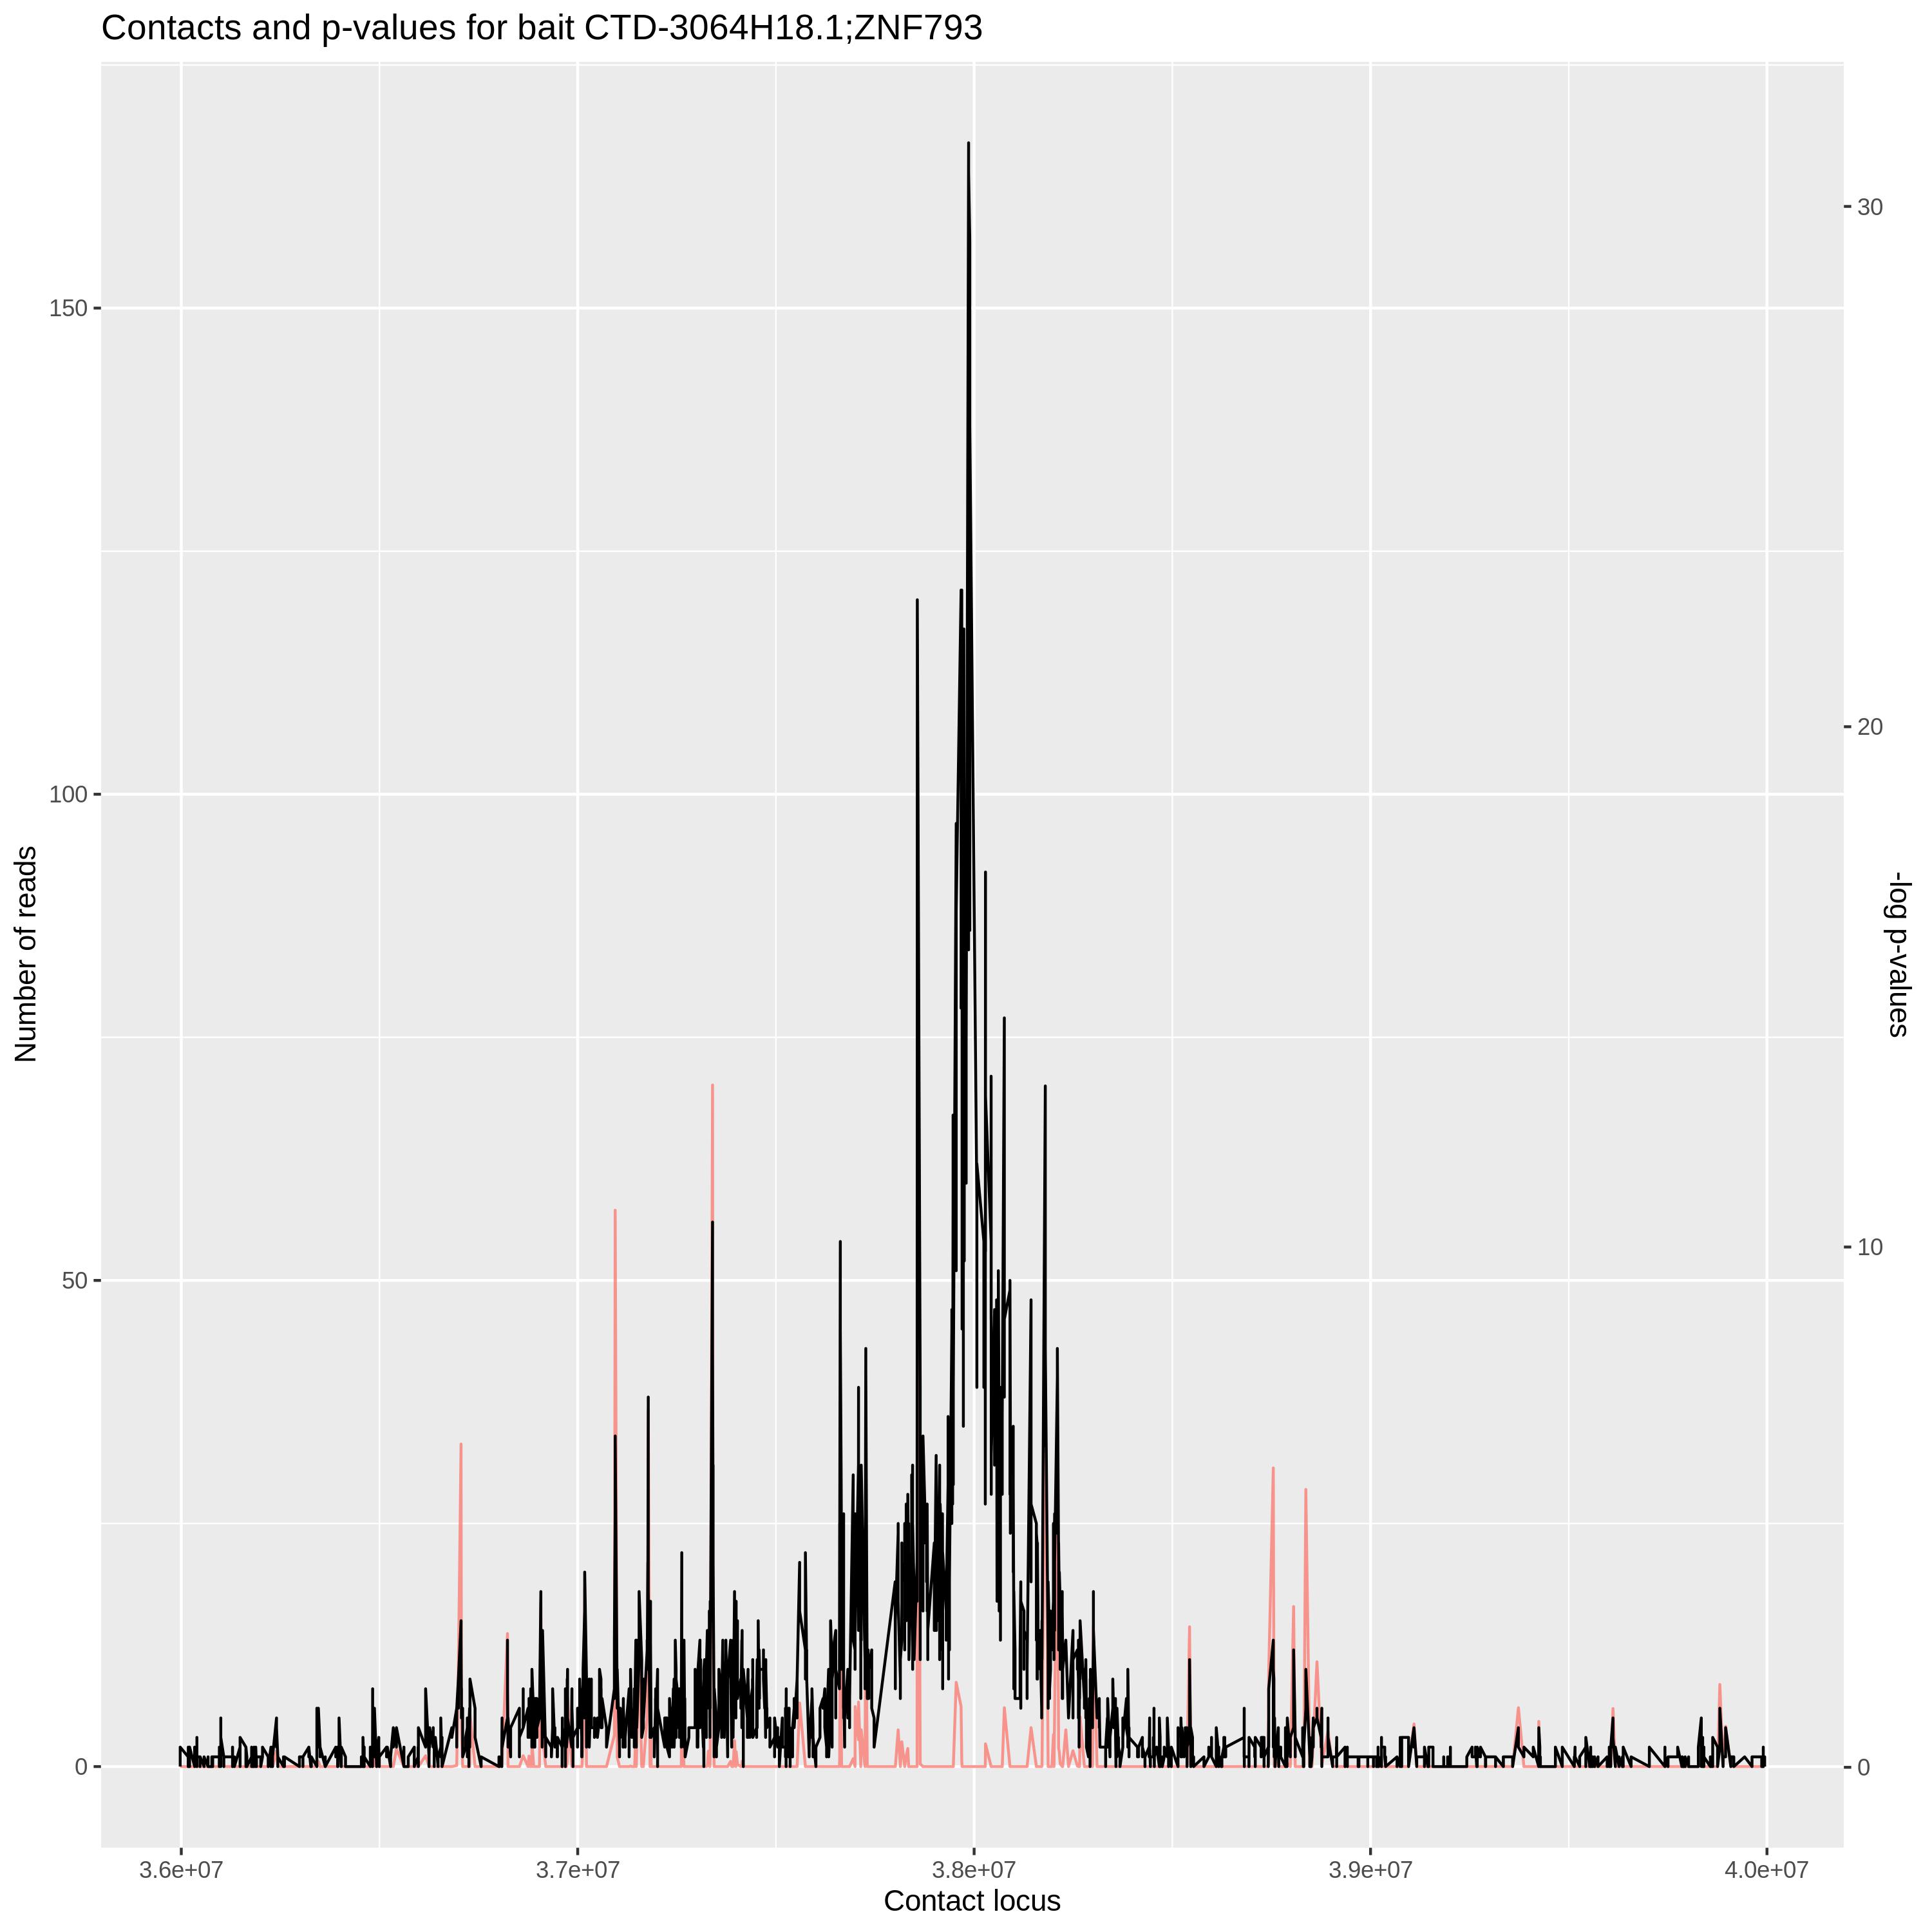 Contacts and p-values for bait CTD-3064H18.1;ZNF793
150
100
50
0
30
20
10
0
Number of reads
-log p-values
3.6e+07 3.7e+07 3.8e+07 3.9e+07 4.0e+07
Contact locus